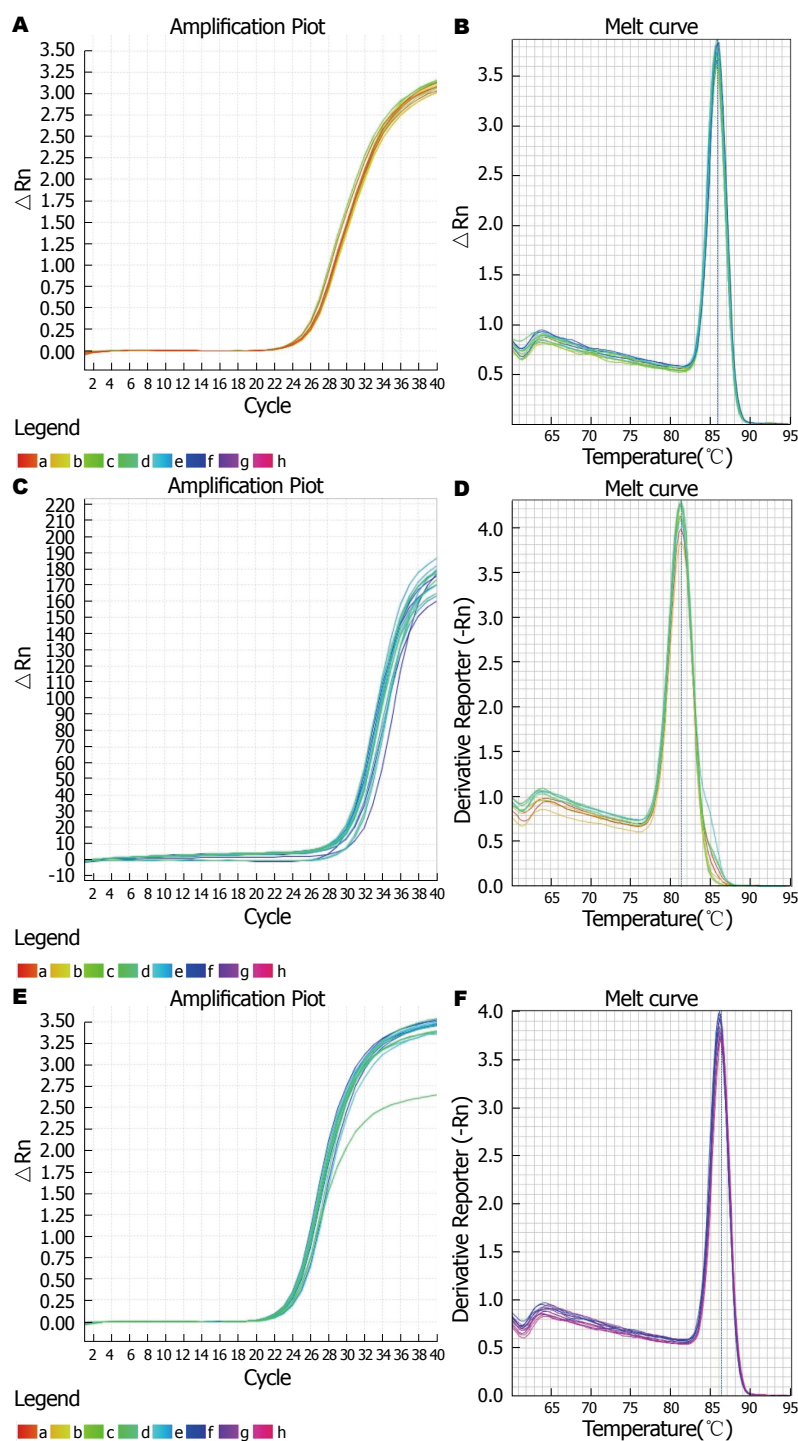 A Amplification Piot
3.50
3.25
3.00
2.75
2.50
2.25
2.00
1.75
1.50
1.25
1.00
0.75
0.50
0.25
0.00
△ Rn
2 4 6 8 10 12 14 16 18 20 22 24 26 28 30 32 34 36 38 40
Cycle
Legend
a b c d e f g h
B Melt curve
3.5
3.0
2.5
2.0
1.5
1.0
0.5
△ Rn
65 70 75 80 85 90 95
Temperature(℃)
C Amplification Piot
220
210
200
190
180
170
160
150
140
130
120
110
100
90
80
70
60
50
40
30
20
10
0
-10
△ Rn
2 4 6 8 10 12 14 16 18 20 22 24 26 28 30 32 34 36 38 40
Cycle
Legend
a b c d e f g h
D Melt curve
4.0
3.5
3.0
2.5
4.0
1.5
1.0
0.5
0.0
Derivative Reporter (-Rn)
65 70 75 80 85 90 95
Temperature(℃)
E Amplification Piot
3.50
3.25
3.00
2.75
2.50
2.25
2.00
1.75
1.50
1.25
1.00
0.75
0.50
0.25
0.00
△ Rn
2 4 6 8 10 12 14 16 18 20 22 24 26 28 30 32 34 36 38 40
Cycle
Legend
a b c d e f g h
F Melt curve
4.0
3.5
3.0
2.5
4.0
1.5
1.0
0.5
0.0
Derivative Reporter (-Rn)
65 70 75 80 85 90 95
Temperature(℃)